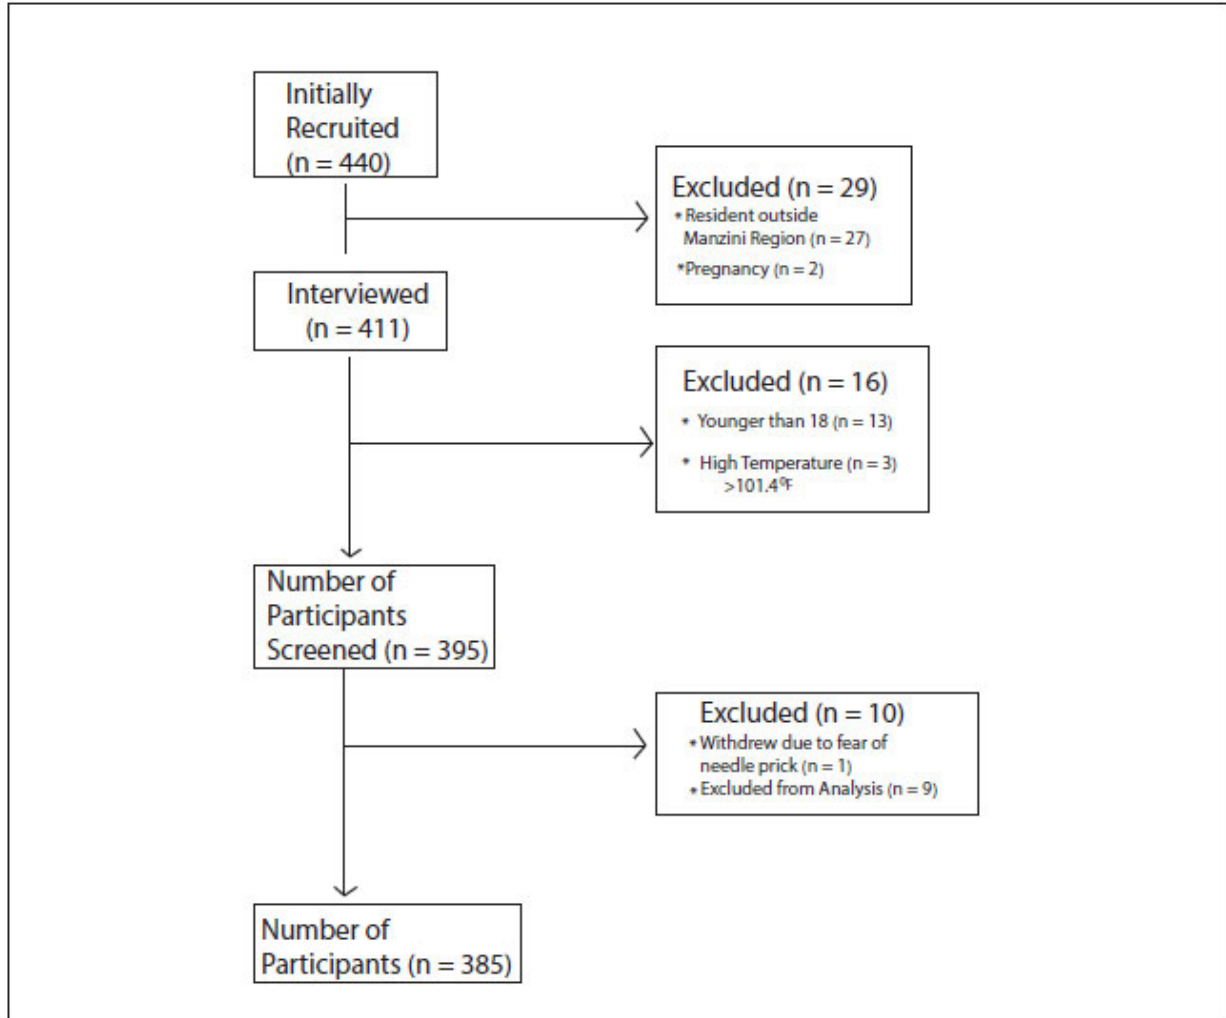 Initially
Recruited
(n = 440)
Excluded (n = 29)
* Resident outside
Manzini Region (n = 27)
*Pregnancy (n = 2)
Interviewed
(n = 411)
Excluded (n = 16)
* Younger than 18 (n = 13)
* High Temperature (n = 3)
>101.4⁰F
Number of
Participants
Screened (n = 395)
Excluded (n = 10)
* Withdrew due to fear of
needle prick (n = 1)
* Excluded from Analysis (n = 9)
Number of
Participants (n = 385)